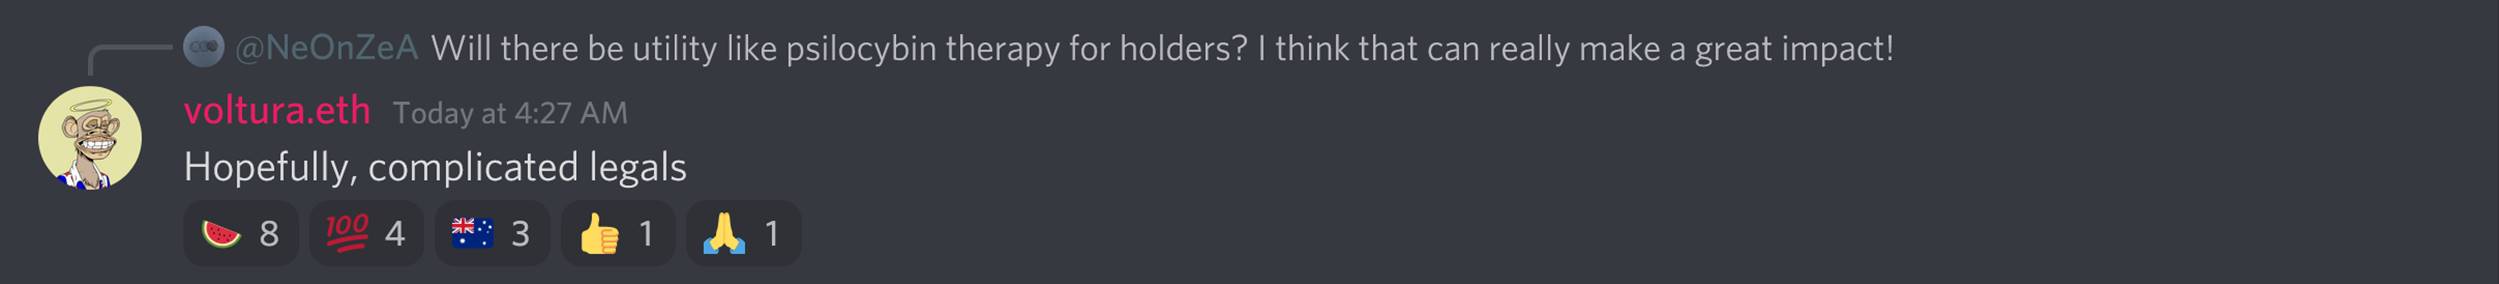 @NeOnZeA Will there be utility like psilocybin therapy for holders? I think that can really make a great impact!
voltura.eth Today at 4:27 AM
Hopefully, complicated legals
🍉 8 💯 4 🇦🇺 3 👍 1 🙏 1